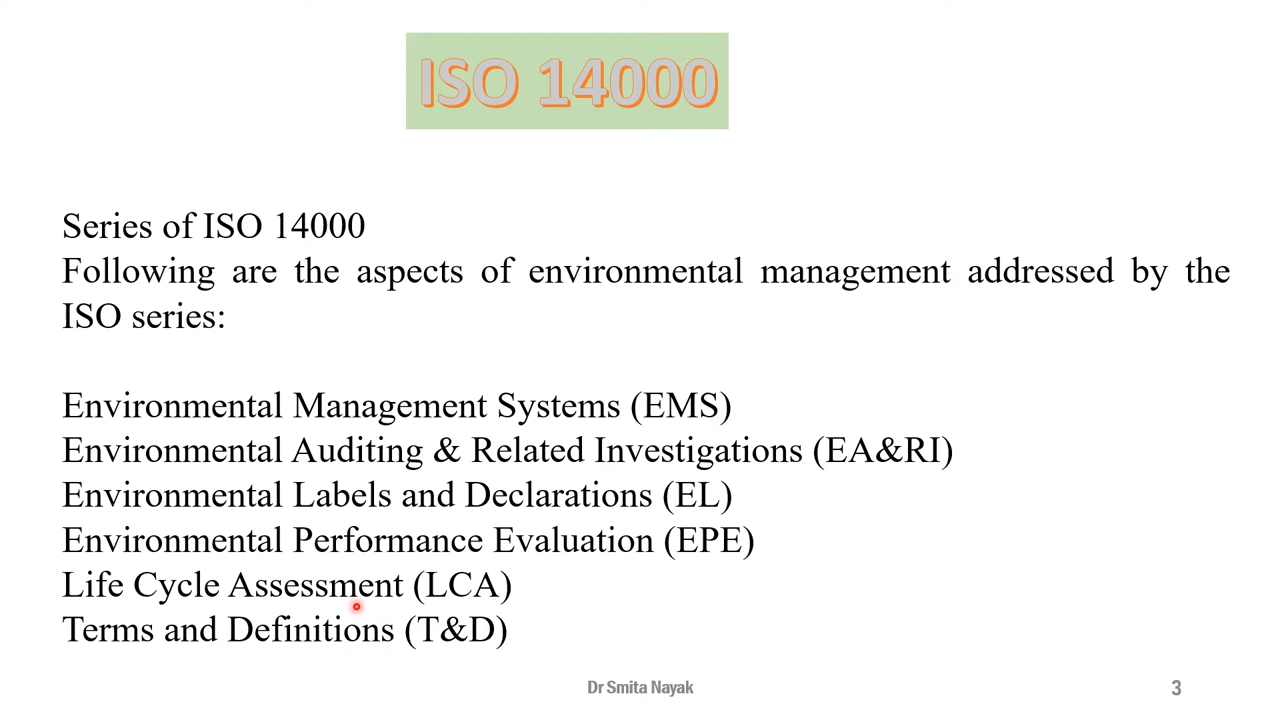 ISO 14000
Series of ISO 14000
Following are the aspects of environmental management addressed by the
ISO series:
Environmental Management Systems (EMS)
Environmental Auditing & Related Investigations (EA&RI)
Environmental Labels and Declarations (EL)
Environmental Performance Evaluation (EPE)
Life Cycle Assessment (LCA)
Terms and Definitions (T&D)
Dr Smita Nayak
3